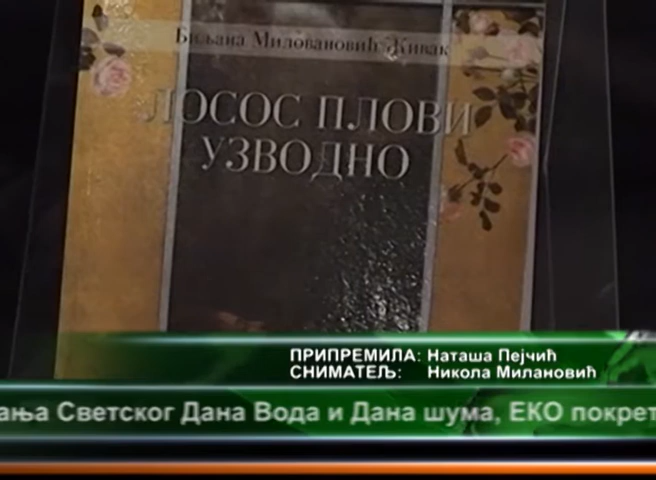 Биљана Миловановић Живак
ЛОСОС ПЛОВИ
УЗВОДНО
ПРИПРЕМИЛА: Наташа Пејчић
СНИМАТЕЉ: Никола Милановић
ања Светског Дана Вода и Дана шума, ЕКО покрет